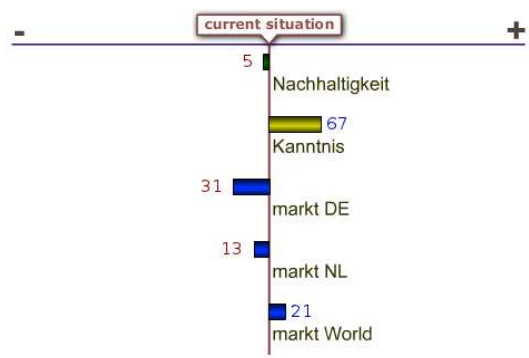 current situation
- +
5
Nachhaltigkeit
67
Kanntnis
31
markt DE
13
markt NL
21
markt World